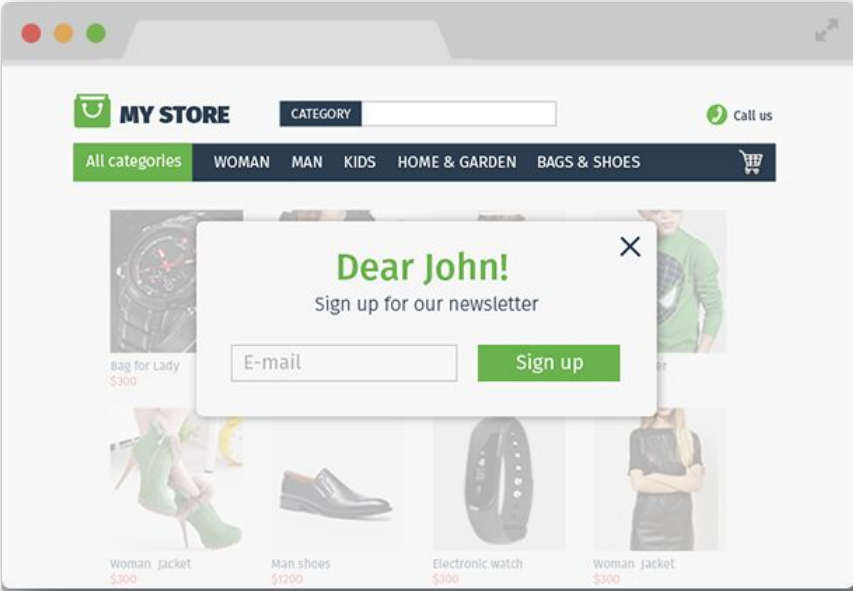 MY STORE
CATEGORY
Call us
All categories WOMAN MAN KIDS HOME & GARDEN BAGS & SHOES
Dear John!
Sign up for our newsletter
E-mail
Sign up
Bag for Lady
$300
Woman Jacket
$300
Man shoes
$1200
Electronic watch
$300
Woman Jacket
$300